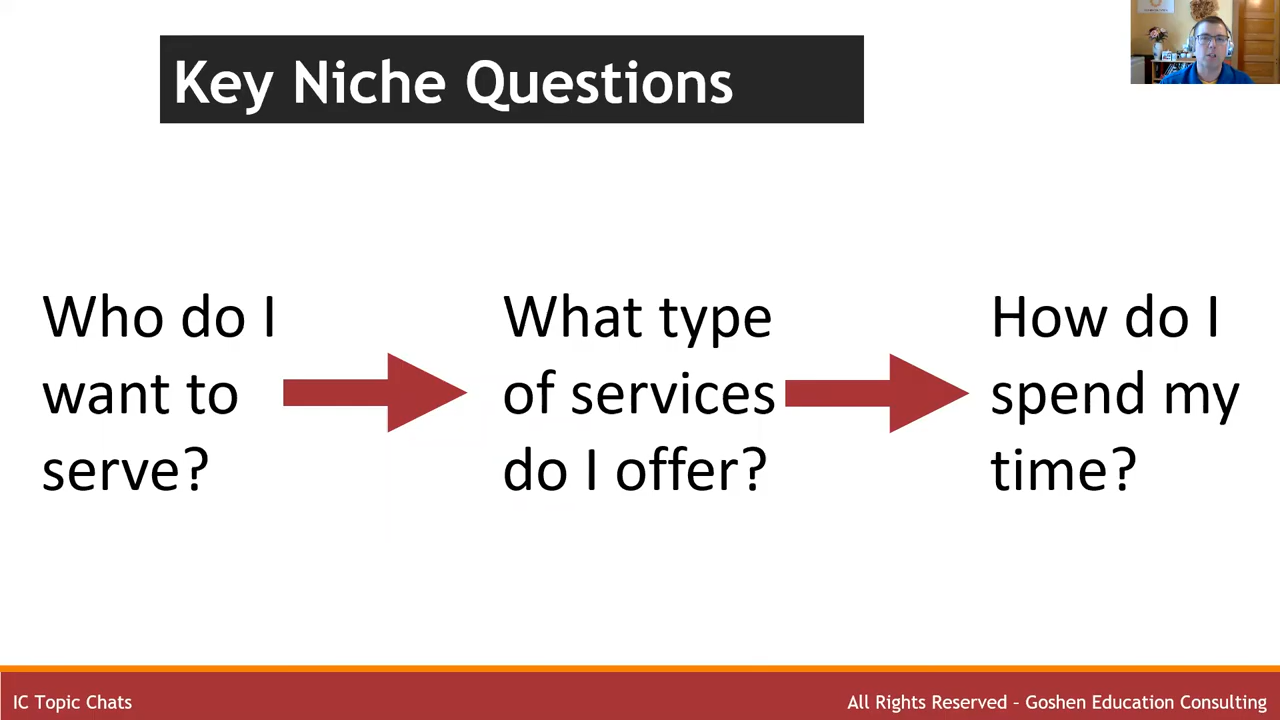 Key Niche Questions
Who do I
want to
serve?
What type
of services
do I offer?
How do I
spend my
time?
IC Topic Chats
All Rights Reserved – Goshen Education Consulting